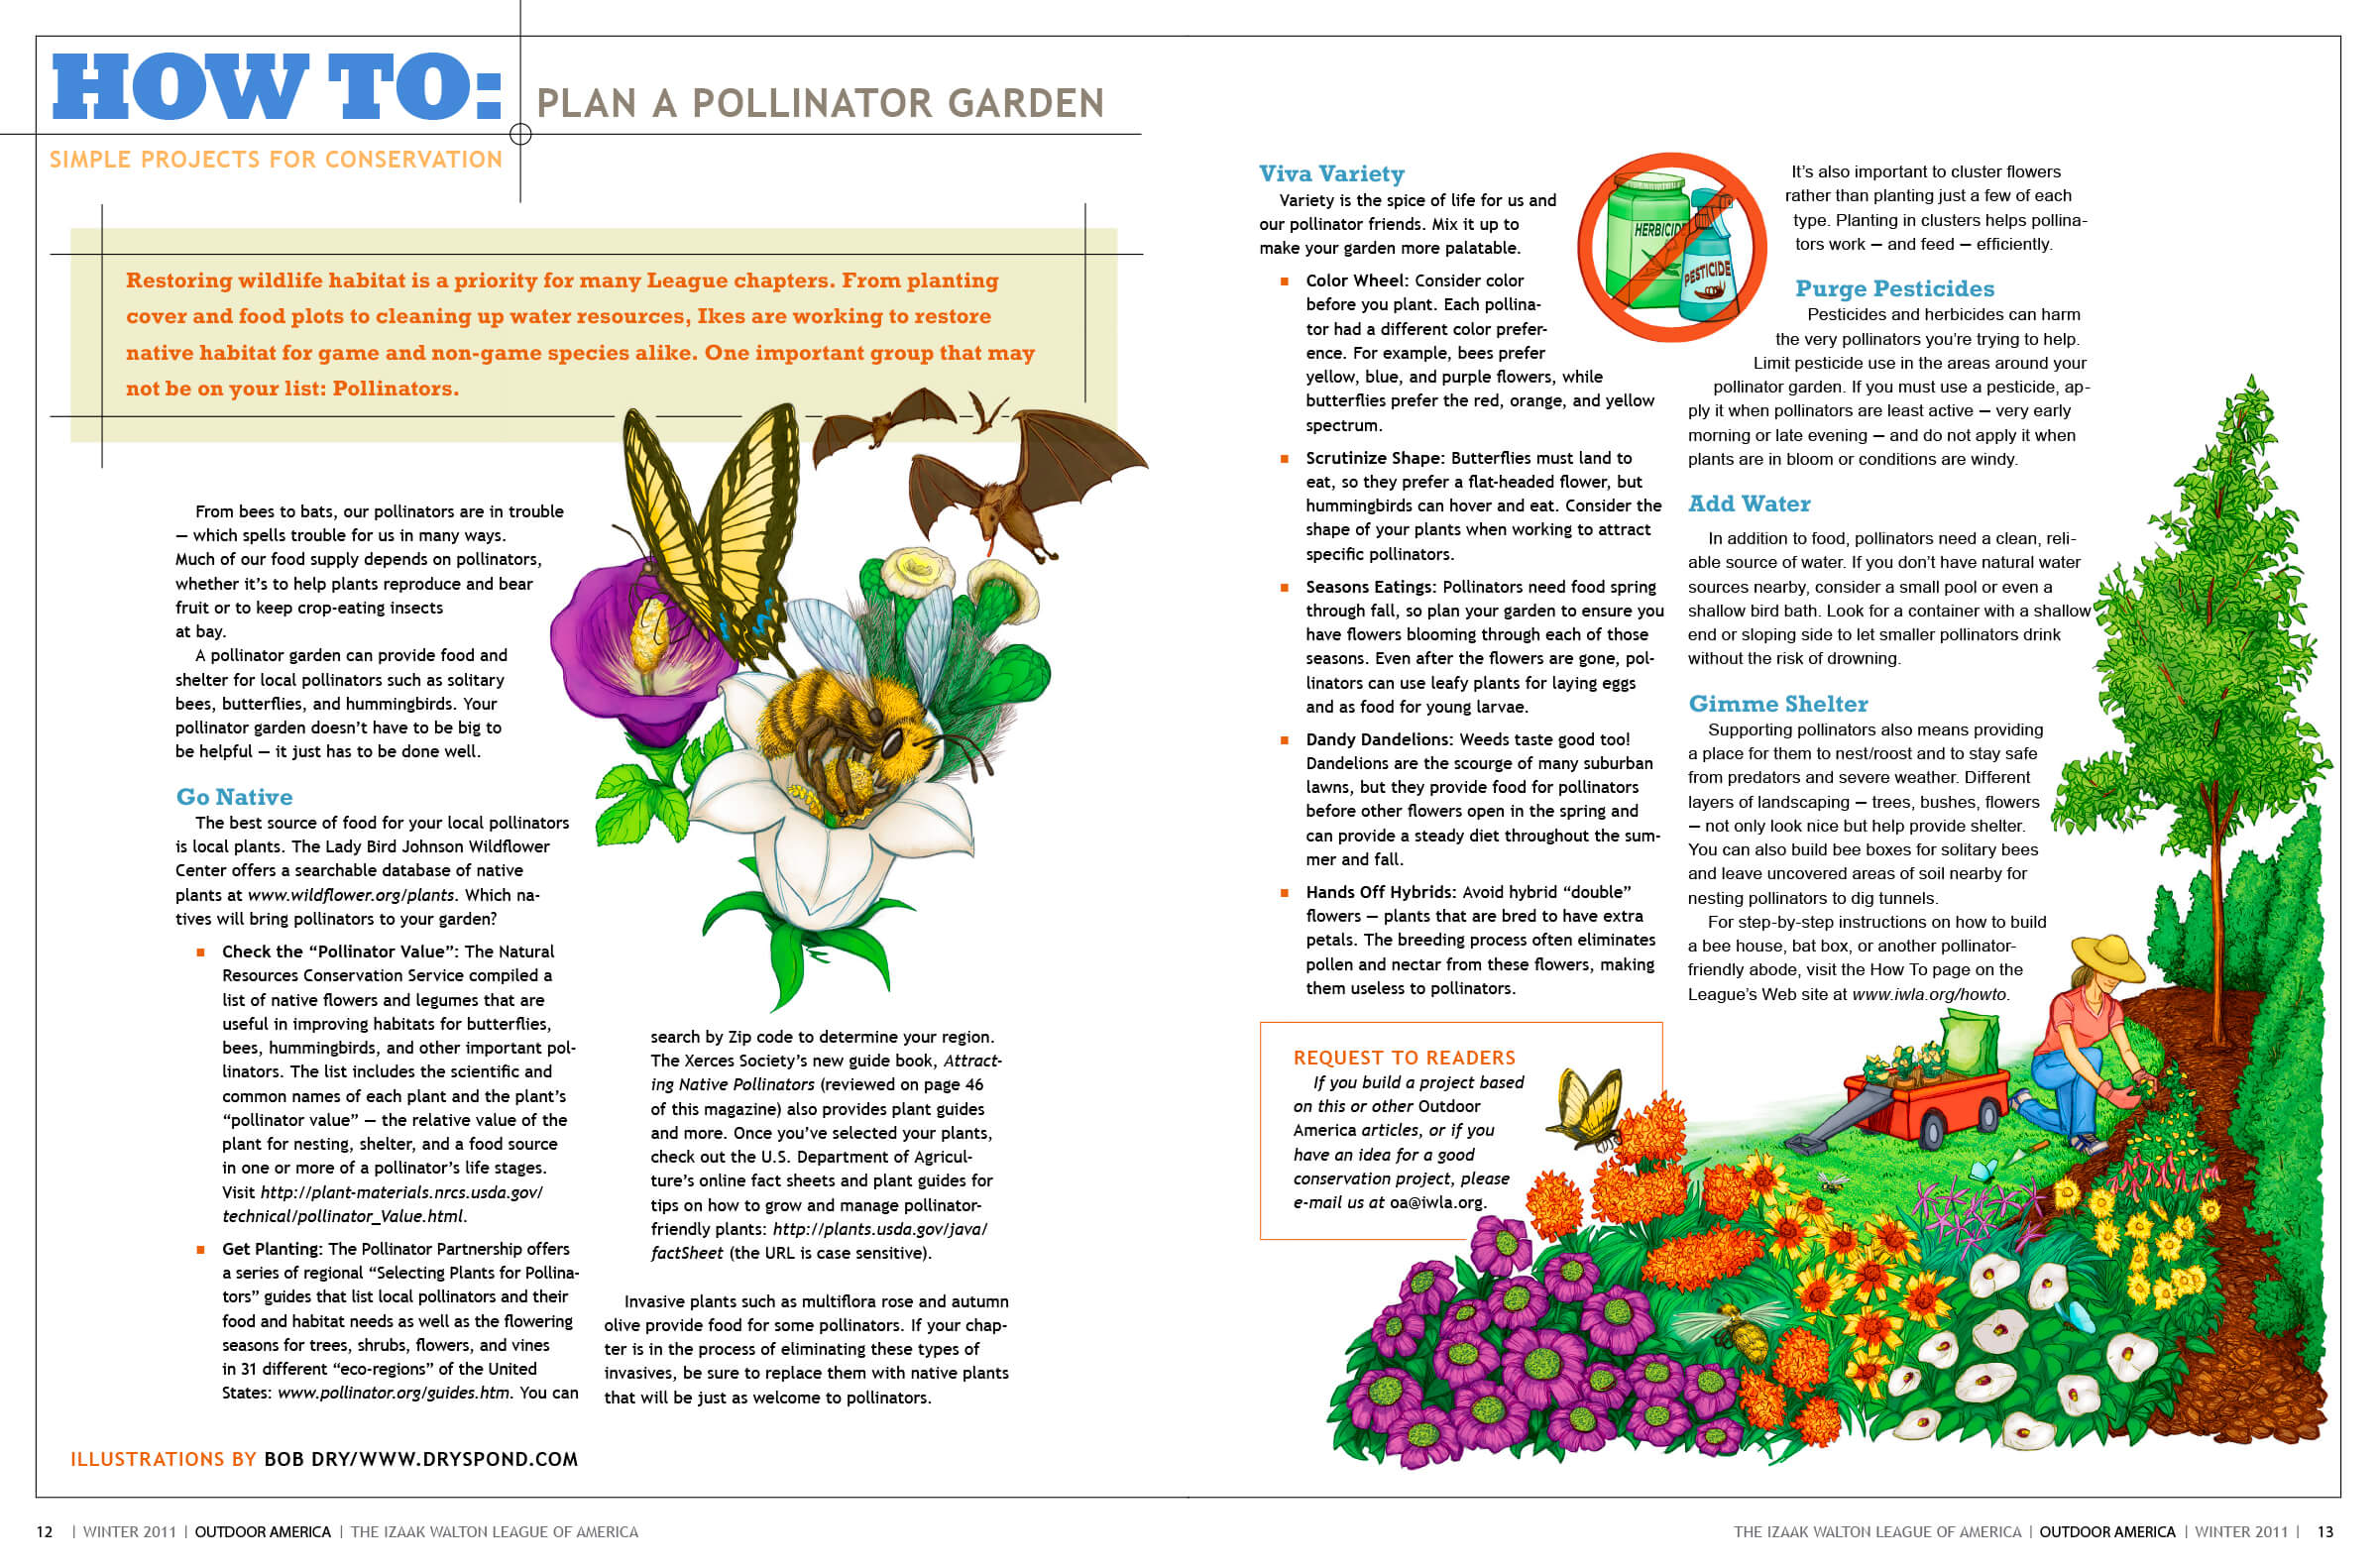 HOW TO:
PLAN A POLLINATOR GARDEN
SIMPLE PROJECTS FOR CONSERVATION
Restoring wildlife habitat is a priority for many League chapters. From planting
cover and food plots to cleaning up water resources, Ikes are working to restore
native habitat for game and non-game species alike. One important group that may
not be on your list: Pollinators.
From bees to bats, our pollinators are in trouble
— which spells trouble for us in many ways.
Much of our food supply depends on pollinators,
whether it’s to help plants reproduce and bear
fruit or to keep crop-eating insects
at bay.
A pollinator garden can provide food and
shelter for local pollinators such as solitary
bees, butterflies, and hummingbirds. Your
pollinator garden doesn’t have to be big to
be helpful — it just has to be done well.
Go Native
The best source of food for your local pollinators
is local plants. The Lady Bird Johnson Wildflower
Center offers a searchable database of native
plants at www.wildflower.org/plants. Which na-
tives will bring pollinators to your garden?
■ Check the “Pollinator Value”: The Natural
Resources Conservation Service compiled a
list of native flowers and legumes that are
useful in improving habitats for butterflies,
bees, hummingbirds, and other important pol-
linators. The list includes the scientific and
common names of each plant and the plant’s
“pollinator value” — the relative value of the
plant for nesting, shelter, and a food source
in one or more of a pollinator’s life stages.
Visit http://plant-materials.nrcs.usda.gov/
technical/pollinator_Value.html.
■ Get Planting: The Pollinator Partnership offers
a series of regional “Selecting Plants for Pollina-
tors” guides that list local pollinators and their
food and habitat needs as well as the flowering
seasons for trees, shrubs, flowers, and vines
in 31 different “eco-regions” of the United
States: www.pollinator.org/guides.htm. You can
search by Zip code to determine your region.
The Xerces Society’s new guide book, Attract-
ing Native Pollinators (reviewed on page 46
of this magazine) also provides plant guides
and more. Once you’ve selected your plants,
check out the U.S. Department of Agricul-
ture’s online fact sheets and plant guides for
tips on how to grow and manage pollinator-
friendly plants: http://plants.usda.gov/java/
factSheet (the URL is case sensitive).
Invasive plants such as multiflora rose and autumn
olive provide food for some pollinators. If your chap-
ter is in the process of eliminating these types of
invasives, be sure to replace them with native plants
that will be just as welcome to pollinators.
ILLUSTRATIONS BY BOB DRY/WWW.DRYSPOND.COM
12 | WINTER 2011 | OUTDOOR AMERICA | THE IZAAK WALTON LEAGUE OF AMERICA
Viva Variety
Variety is the spice of life for us and
our pollinator friends. Mix it up to
make your garden more palatable.
■ Color Wheel: Consider color
before you plant. Each pollina-
tor had a different color prefer-
ence. For example, bees prefer
yellow, blue, and purple flowers, while
butterflies prefer the red, orange, and yellow
spectrum.
■ Scrutinize Shape: Butterflies must land to
eat, so they prefer a flat-headed flower, but
hummingbirds can hover and eat. Consider the
shape of your plants when working to attract
specific pollinators.
■ Seasons Eatings: Pollinators need food spring
through fall, so plan your garden to ensure you
have flowers blooming through each of those
seasons. Even after the flowers are gone, pol-
linators can use leafy plants for laying eggs
and as food for young larvae.
■ Dandy Dandelions: Weeds taste good too!
Dandelions are the scourge of many suburban
lawns, but they provide food for pollinators
before other flowers open in the spring and
can provide a steady diet throughout the sum-
mer and fall.
■ Hands Off Hybrids: Avoid hybrid “double”
flowers — plants that are bred to have extra
petals. The breeding process often eliminates
pollen and nectar from these flowers, making
them useless to pollinators.
REQUEST TO READERS
If you build a project based
on this or other Outdoor
America articles, or if you
have an idea for a good
conservation project, please
e-mail us at oa@iwla.org.
HERBICID
PESTICIDE
It’s also important to cluster flowers
rather than planting just a few of each
type. Planting in clusters helps pollina-
tors work — and feed — efficiently.
Purge Pesticides
Pesticides and herbicides can harm
the very pollinators you’re trying to help.
Limit pesticide use in the areas around your
pollinator garden. If you must use a pesticide, ap-
ply it when pollinators are least active — very early
morning or late evening — and do not apply it when
plants are in bloom or conditions are windy.
Add Water
In addition to food, pollinators need a clean, reli-
able source of water. If you don’t have natural water
sources nearby, consider a small pool or even a
shallow bird bath. Look for a container with a shallow
end or sloping side to let smaller pollinators drink
without the risk of drowning.
Gimme Shelter
Supporting pollinators also means providing
a place for them to nest/roost and to stay safe
from predators and severe weather. Different
layers of landscaping — trees, bushes, flowers
— not only look nice but help provide shelter.
You can also build bee boxes for solitary bees
and leave uncovered areas of soil nearby for
nesting pollinators to dig tunnels.
For step-by-step instructions on how to build
a bee house, bat box, or another pollinator-
friendly abode, visit the How To page on the
League’s Web site at www.iwla.org/howto.
THE IZAAK WALTON LEAGUE OF AMERICA | OUTDOOR AMERICA | WINTER 2011 | 13